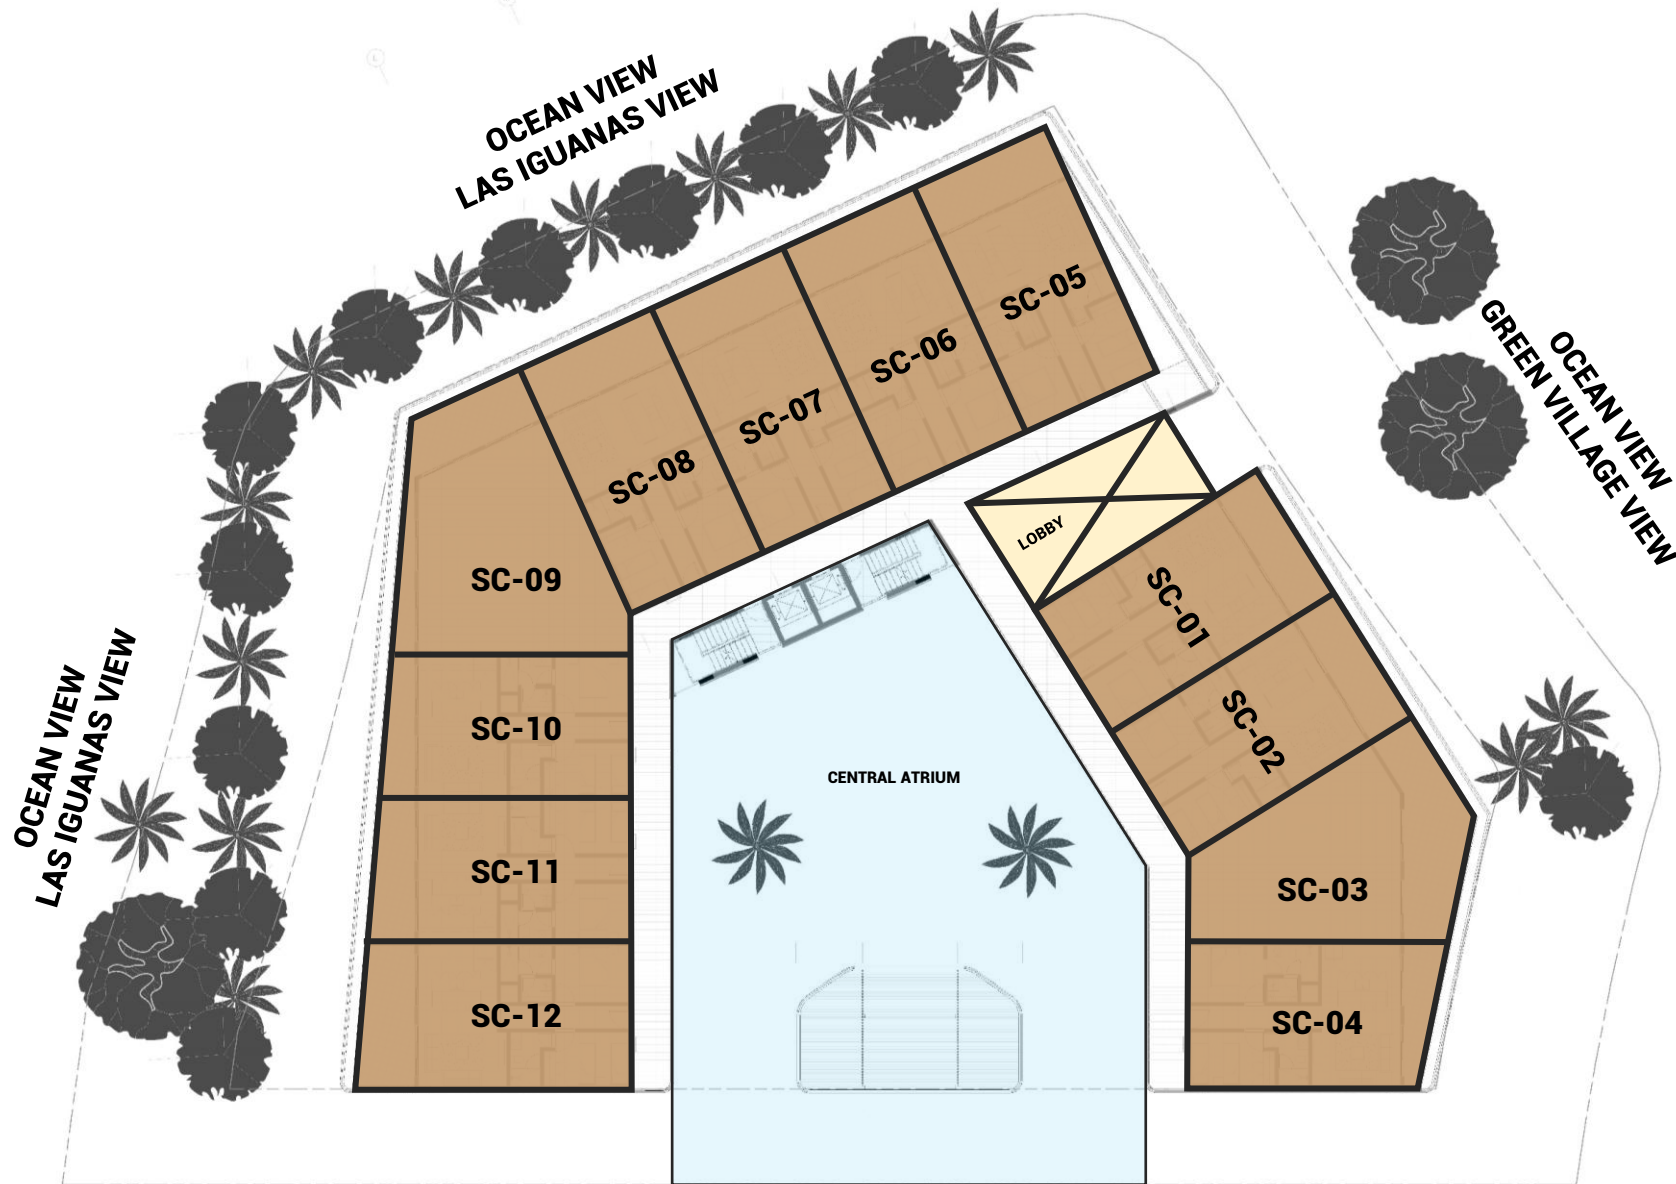 OCEAN VIEW
LAS IGUANAS VIEW
OCEAN VIEW
GREEN VILLAGE VIEW
OCEAN VIEW
LAS IGUANAS VIEW
SC-05
SC-06
SC-07
SC-08
SC-09
SC-10
SC-11
SC-12
LOBBY
SC-01
SC-02
SC-03
SC-04
CENTRAL ATRIUM